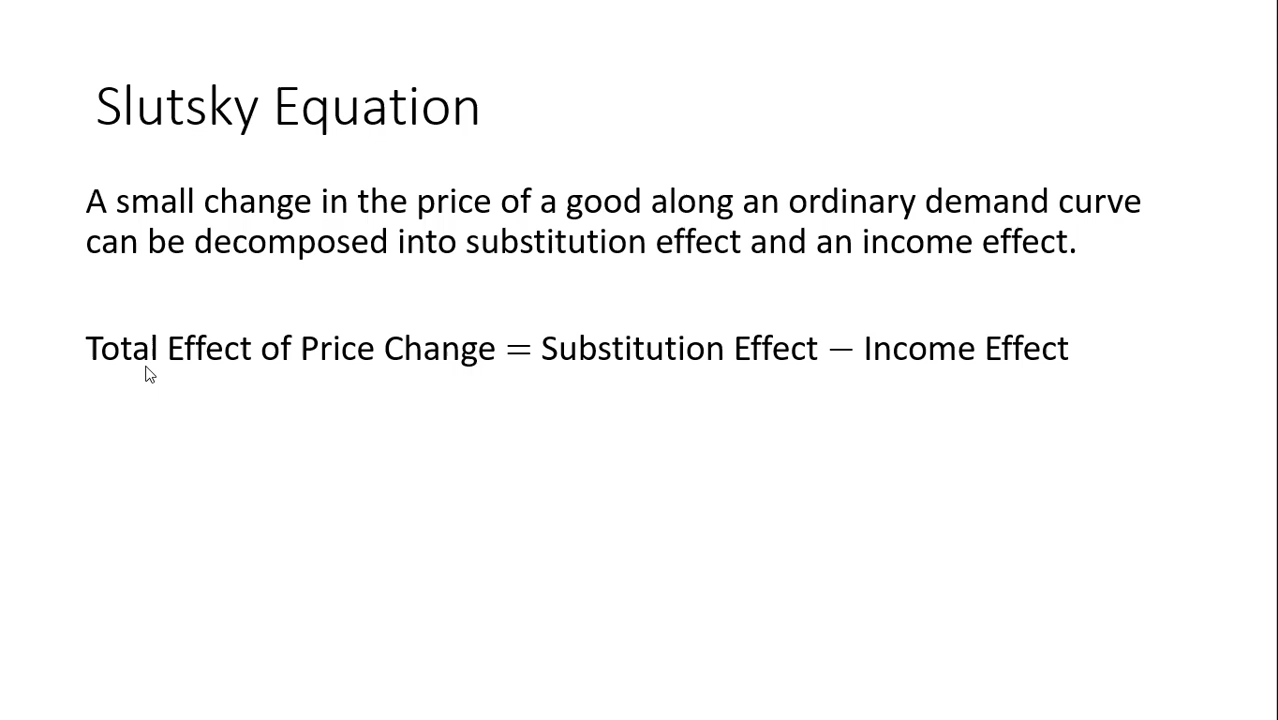 Slutsky Equation
A small change in the price of a good along an ordinary demand curve
can be decomposed into substitution effect and an income effect.
Total Effect of Price Change = Substitution Effect − Income Effect